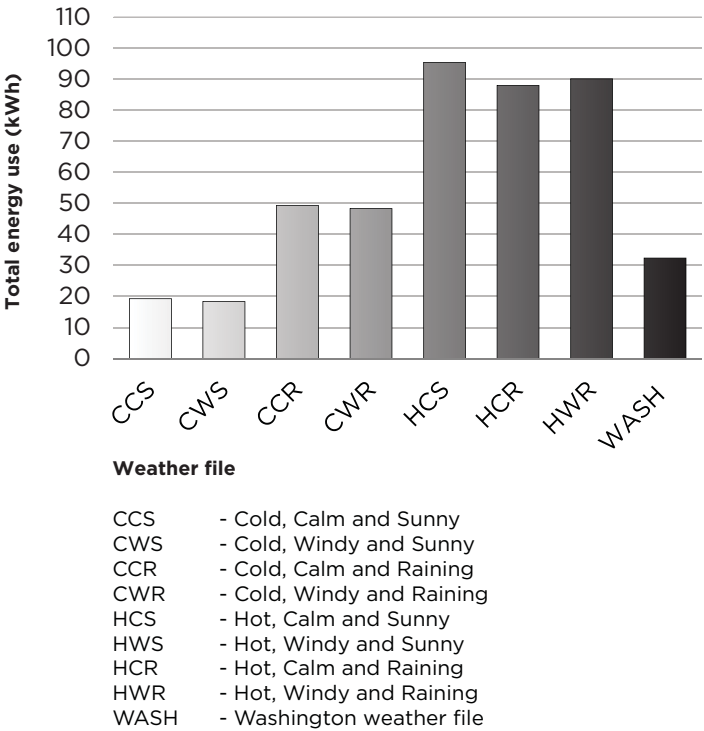 110
100
90
80
70
60
50
40
30
20
10
0
Total energy use (kWh)
CCS CWS CCR CWR HCS HCR HWR WASH
Weather file
CCS - Cold, Calm and Sunny
CWS - Cold, Windy and Sunny
CCR - Cold, Calm and Raining
CWR - Cold, Windy and Raining
HCS - Hot, Calm and Sunny
HWS - Hot, Windy and Sunny
HCR - Hot, Calm and Raining
HWR - Hot, Windy and Raining
WASH - Washington weather file